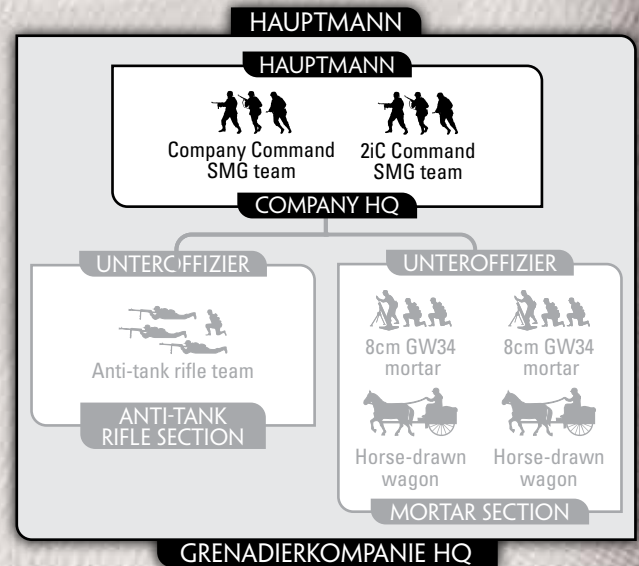 HAUPTMANN
HAUPTMANN
Company Command
SMG team
2iC Command
SMG team
COMPANY HQ
UNTEROFFIZIER
Anti-tank rifle team
ANTI-TANK
RIFLE SECTION
UNTEROFFIZIER
8cm GW34
mortar
8cm GW34
mortar
Horse-drawn
wagon
Horse-drawn
wagon
MORTAR SECTION
GRENADIERKOMPANIE HQ